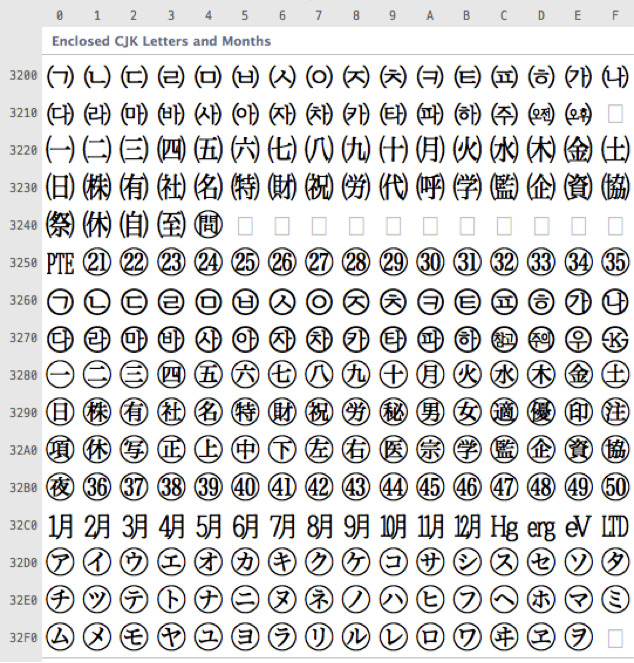 0 1 2 3 4 5 6 7 8 9 A B C D E F
Enclosed CJK Letters and Months
3200 ㈀ ㈁ ㈂ ㈃ ㈄ ㈅ ㈆ ㈇ ㈈ ㈉ ㈊ ㈋ ㈌ ㈍ ㈎ ㈏
3210 ㈐ ㈑ ㈒ ㈓ ㈔ ㈕ ㈖ ㈗ ㈘ ㈙ ㈚ ㈛ ㈜ ㈝ ㈞
3220 ㈠ ㈡ ㈢ ㈣ ㈤ ㈥ ㈦ ㈧ ㈨ ㈩ ㈪ ㈫ ㈬ ㈭ ㈮ ㈯
3230 ㈰ ㈱ ㈲ ㈳ ㈴ ㈵ ㈶ ㈷ ㈸ ㈹ ㈺ ㈻ ㈼ ㈽ ㈾ ㈿
3240 ㉀ ㉁ ㉂ ㉃ ㉄
3250 ㉐ ㉑ ㉒ ㉓ ㉔ ㉕ ㉖ ㉗ ㉘ ㉙ ㉚ ㉛ ㉜ ㉝ ㉞ ㉟
3260 ㉠ ㉡ ㉢ ㉣ ㉤ ㉥ ㉦ ㉧ ㉨ ㉩ ㉪ ㉫ ㉬ ㉭ ㉮ ㉯
3270 ㉰ ㉱ ㉲ ㉳ ㉴ ㉵ ㉶ ㉷ ㉸ ㉹ ㉺ ㉻ ㉼ ㉽ ㉾ ㉿
3280 ㊀ ㊁ ㊂ ㊃ ㊄ ㊅ ㊆ ㊇ ㊈ ㊉ ㊊ ㊋ ㊌ ㊍ ㊎ ㊏
3290 ㊐ ㊑ ㊒ ㊓ ㊔ ㊕ ㊖ ㊗ ㊘ ㊙ ㊚ ㊛ ㊜ ㊝ ㊞ ㊟
32A0 ㊠ ㊡ ㊢ ㊣ ㊤ ㊥ ㊦ ㊧ ㊨ ㊩ ㊪ ㊫ ㊬ ㊭ ㊮ ㊯
32B0 ㊰ ㊱ ㊲ ㊳ ㊴ ㊵ ㊶ ㊷ ㊸ ㊹ ㊺ ㊻ ㊼ ㊽ ㊾ ㊿
32C0 ㋀ ㋁ ㋂ ㋃ ㋄ ㋅ ㋆ ㋇ ㋈ ㋉ ㋊ ㋋ ㋌ ㋍ ㋎ ㋏
32D0 ㋐ ㋑ ㋒ ㋓ ㋔ ㋕ ㋖ ㋗ ㋘ ㋙ ㋚ ㋛ ㋜ ㋝ ㋞ ㋟
32E0 ㋠ ㋡ ㋢ ㋣ ㋤ ㋥ ㋦ ㋧ ㋨ ㋩ ㋪ ㋫ ㋬ ㋭ ㋮ ㋯
32F0 ㋰ ㋱ ㋲ ㋳ ㋴ ㋵ ㋶ ㋷ ㋸ ㋹ ㋺ ㋻ ㋼ ㋽ ㋾